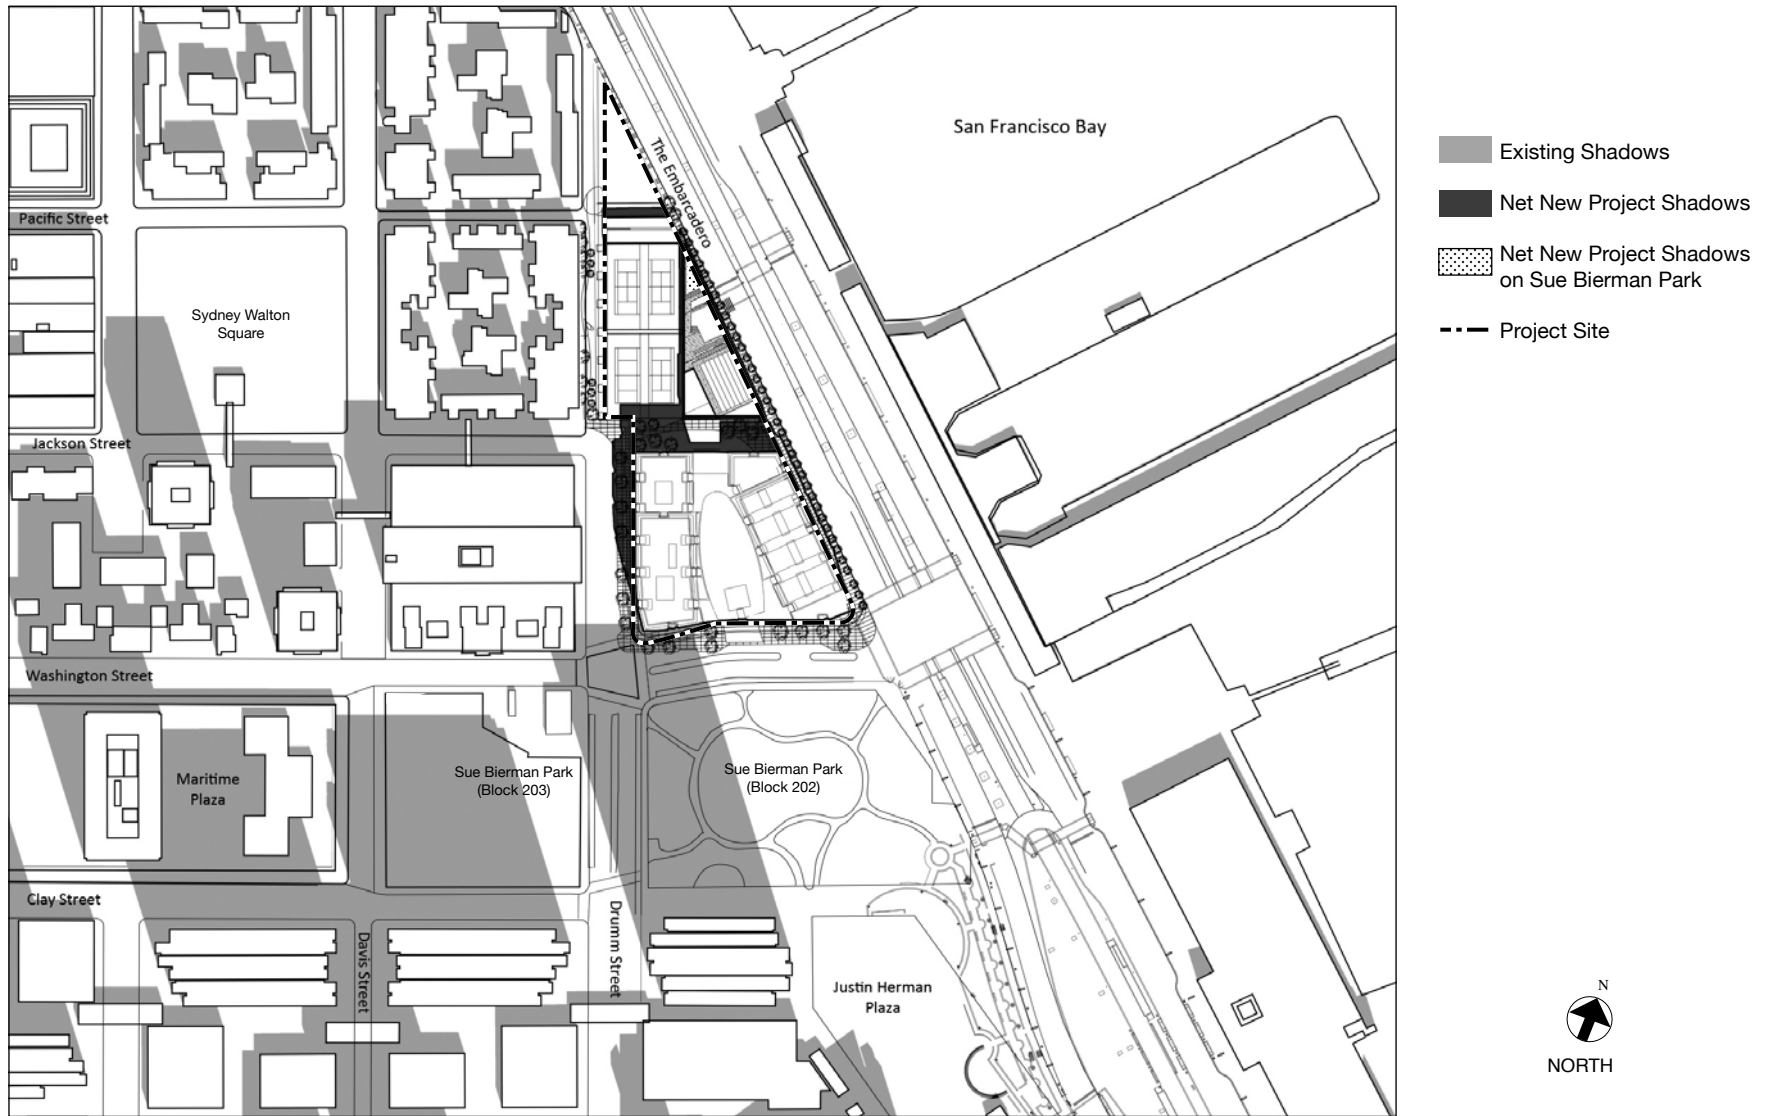 San Francisco Bay
The Embarcadero
Pacific Street
Sydney Walton
Square
Jackson Street
Washington Street
Maritime
Plaza
Sue Bierman Park
(Block 203)
Sue Bierman Park
(Block 202)
Clay Street
Davis Street
Drumm Street
Justin Herman
Plaza
Existing Shadows
Net New Project Shadows
Net New Project Shadows
on Sue Bierman Park
Project Site
N
NORTH